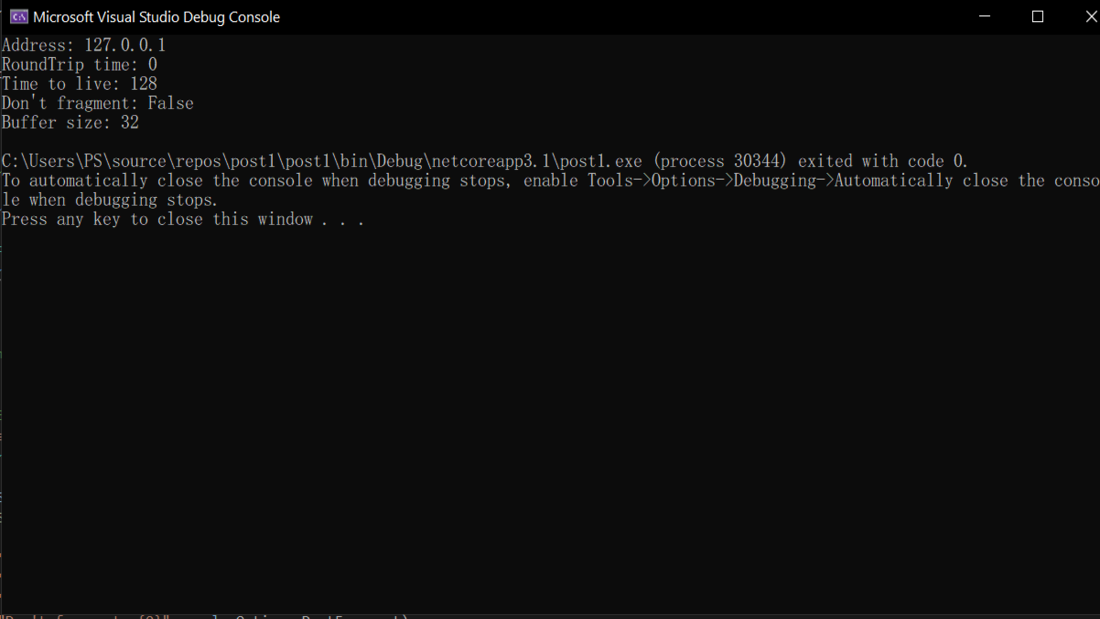 Microsoft Visual Studio Debug Console
Address: 127.0.0.1
RoundTrip time: 0
Time to live: 128
Don't fragment: False
Buffer size: 32
C:\Users\PS\source\repos\post1\post1\bin\Debug\netcoreapp3.1\post1.exe (process 30344) exited with code 0.
To automatically close the console when debugging stops, enable Tools->Options->Debugging->Automatically close the conso
le when debugging stops.
Press any key to close this window . . .